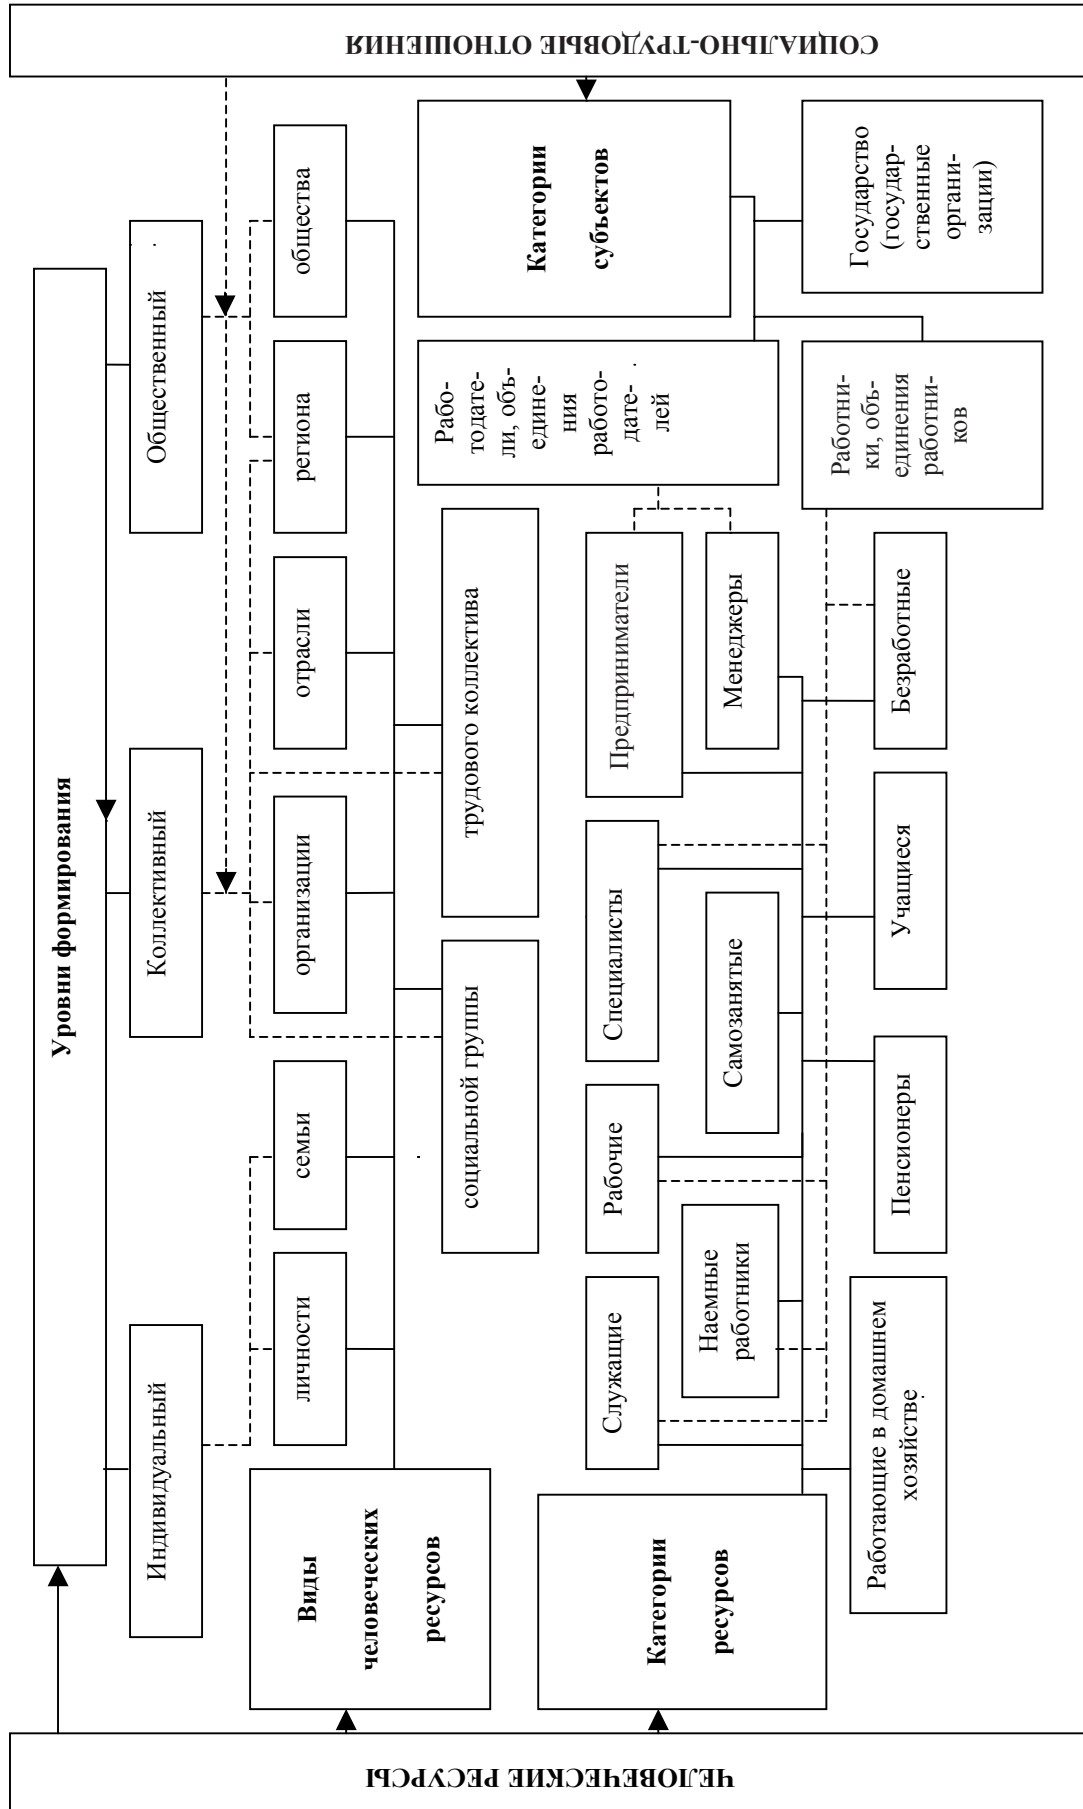 ЧЕЛОВЕЧЕСКИЕ РЕСУРСЫ
Уровни формирования
Индивидуальный
Коллективный
Общественный
Виды
человеческих
ресурсов
личности
семьи
организации
отрасли
региона
общества
социальной группы
трудового коллектива
Категории
ресурсов
Служащие
Рабочие
Специалисты
Предприниматели
Наемные
работники
Самозанятые
Менеджеры
Работающие в домашнем
хозяйстве
Пенсионеры
Учащиеся
Безработные
Рабо-
тодате-
ли, объ-
едине-
ния
работо-
дате-
лей
Категории
субъектов
Работни-
ки, объ-
единения
работни-
ков
Государство
(государ-
ственные
органи-
зации)
СОЦИАЛЬНО-ТРУДОВЫЕ ОТНОШЕНИЯ